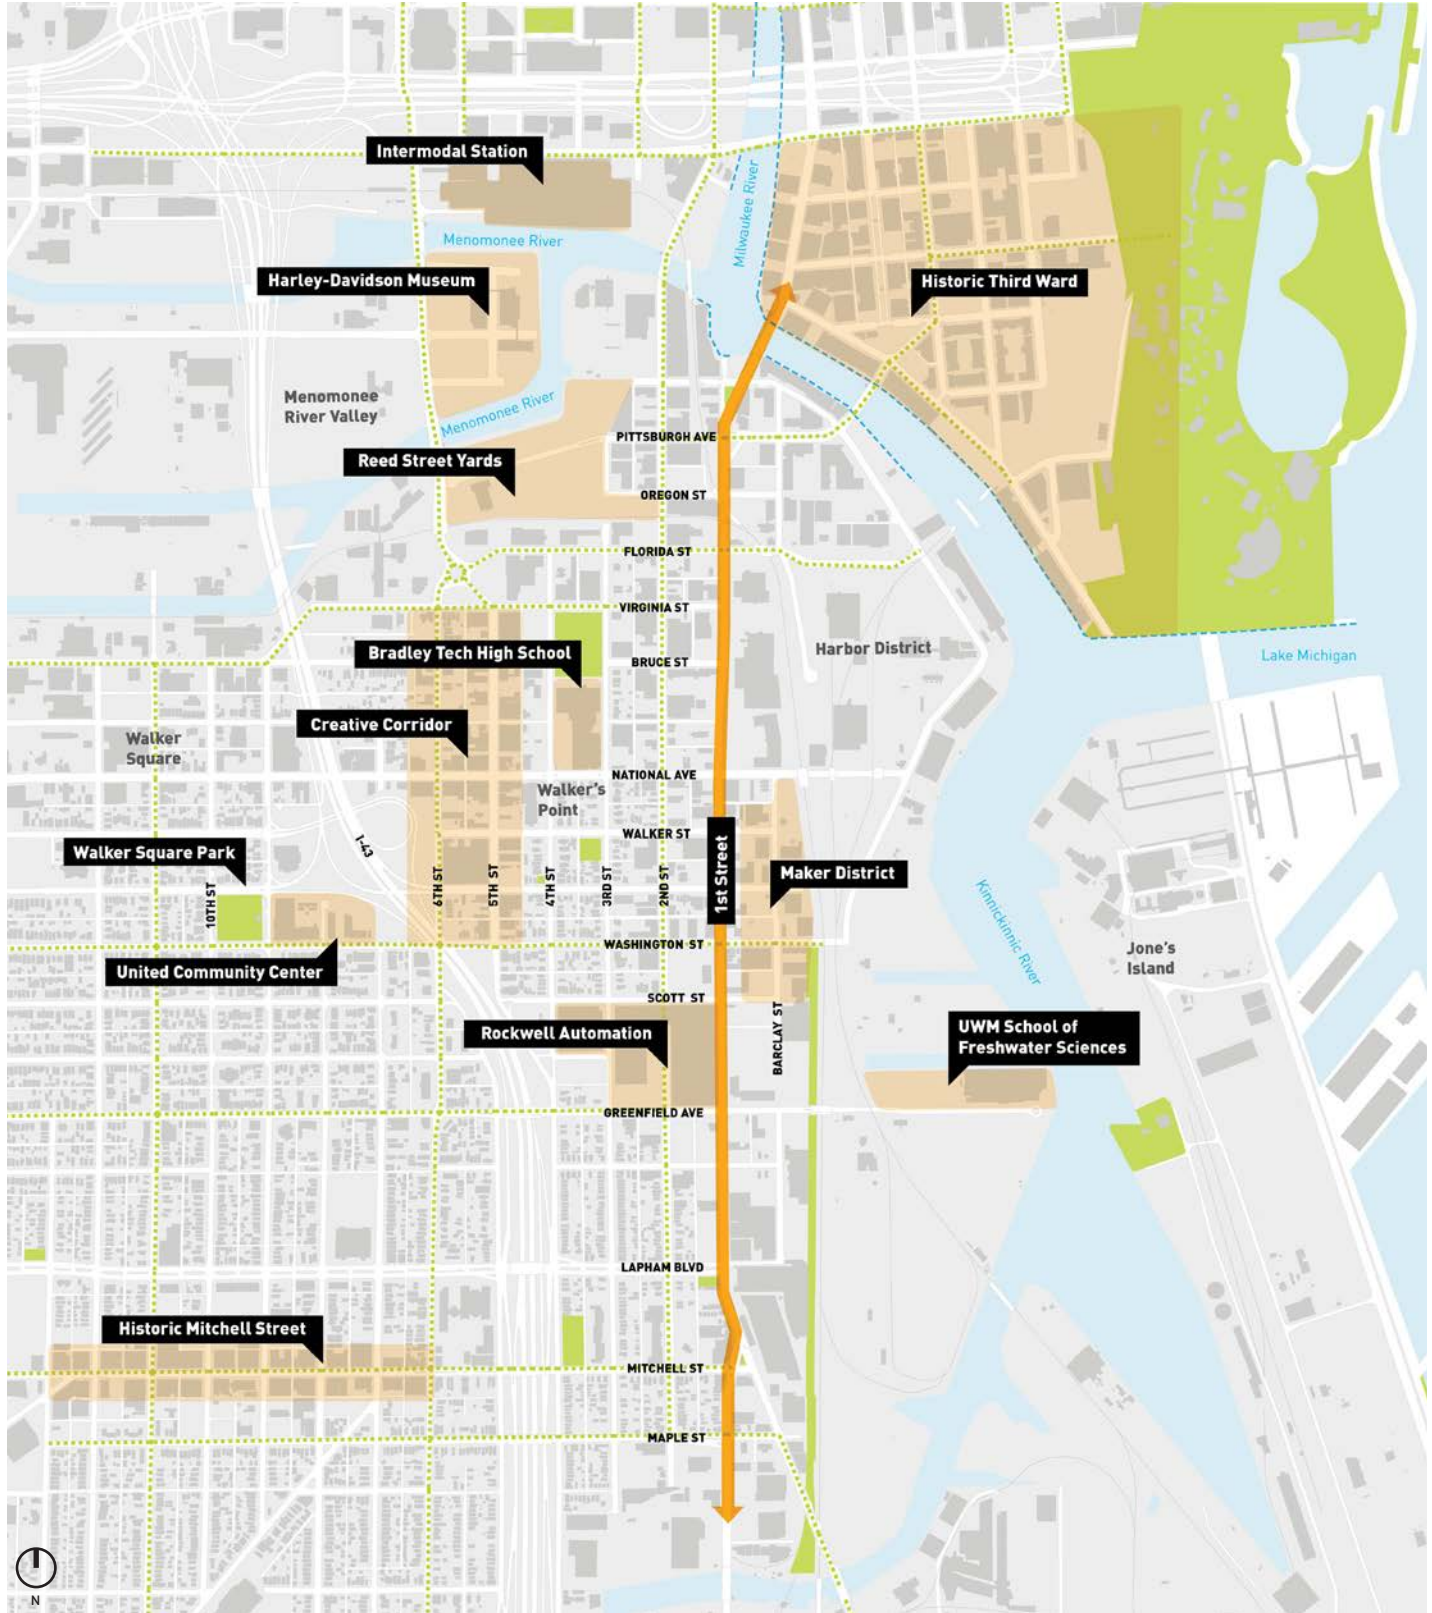 Intermodal Station
Milwaukee River
Menomonee River
Harley-Davidson Museum
Historic Third Ward
Menomonee
River Valley
Menomonee River
PITTSBURGH AVE
Reed Street Yards
OREGON ST
FLORIDA ST
VIRGINIA ST
Bradley Tech High School
BRUCE ST
Harbor District
Lake Michigan
Creative Corridor
Walker
Square
NATIONAL AVE
Walker's
Point
WALKER ST
I-43
Walker Square Park
1st Street
Maker District
10TH ST
6TH ST
5TH ST
4TH ST
3RD ST
2ND ST
Kinnickinnic River
WASHINGTON ST
Jone's
Island
United Community Center
SCOTT ST
BARCLAY ST
Rockwell Automation
UWM School of
Freshwater Sciences
GREENFIELD AVE
LAPHAM BLVD
Historic Mitchell Street
MITCHELL ST
MAPLE ST
N